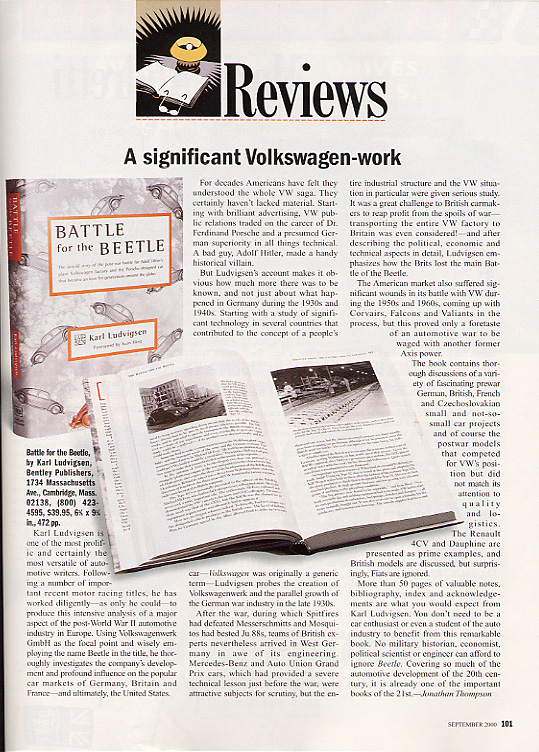 Reviews
A significant Volkswagen-work
BATTLE
for the BEETLE
BATTLE
for the BEETLE
Karl Ludvigsen
Karl Ludvigsen
Battle for the Beetle,
by Karl Ludvigsen,
Bentley Publishers,
1734 Massachusetts
Ave., Cambridge, Mass.
02138, (800) 423-
4595, $39.95, 6¾ x 9¾
in., 472 pp.
Karl Ludvigsen is
one of the most prolif-
ic and certainly the
most versatile of auto-
motive writers. Follow-
ing a number of impor-
tant recent motor racing titles, he has
worked diligently—as only he could—to
produce this intensive analysis of a major
aspect of the post-World War II automotive
industry in Europe. Using Volkswagenwerk
GmbH as the focal point and wisely em-
ploying the name Beetle in the title, he thor-
oughly investigates the company's develop-
ment and profound influence on the popular
car markets of Germany, Britain and
France—and ultimately, the United States.
For decades Americans have felt they
understood the whole VW saga. They
certainly haven't lacked material. Start-
ing with brilliant advertising, VW pub-
lic relations traded on the career of Dr.
Ferdinand Porsche and a presumed Ger-
man superiority in all things technical.
A bad guy, Adolf Hitler, made a handy
historical villain.
But Ludvigsen's account makes it ob-
vious how much more there was to be
known, and not just about what hap-
pened in Germany during the 1930s and
1940s. Starting with a study of signifi-
cant technology in several countries that
contributed to the concept of a people's
car—Volkswagen was originally a generic
term—Ludvigsen probes the creation of
Volkswagenwerk and the parallel growth of
the German war industry in the late 1930s.
After the war, during which Spitfires
had defeated Messerschmitts and Mosqui-
tos had bested Ju 88s, teams of British ex-
perts nevertheless arrived in West Ger-
many in awe of its engineering.
Mercedes-Benz and Auto Union Grand
Prix cars, which had provided a severe
technical lesson just before the war, were
attractive subjects for scrutiny, but the en-
tire industrial structure and the VW situa-
tion in particular were given serious study.
It was a great challenge to British carmak-
ers to reap profit from the spoils of war—
transporting the entire VW factory to
Britain was even considered!—and after
describing the political, economic and
technical aspects in detail, Ludvigsen em-
phasizes how the Brits lost the main Bat-
tle of the Beetle.
The American market also suffered sig-
nificant wounds in its battle with VW dur-
ing the 1950s and 1960s, coming up with
Corvairs, Falcons and Valiants in the
process, but this proved only a foretaste
of an automotive war to be
waged with another former
Axis power.
The book contains thor-
ough discussions of a vari-
ety of fascinating prewar
German, British, French
and Czechoslovakian
small and not-so-
small car projects
and of course the
postwar models
that competed
for VW's posi-
tion but did
not match its
attention to
quality
and lo-
gistics.
The Renault
4CV and Dauphine are
presented as prime examples, and
British models are discussed, but surpris-
ingly, Fiats are ignored.
More than 50 pages of valuable notes,
bibliography, index and acknowledge-
ments are what you would expect from
Karl Ludvigsen. You don't need to be a
car enthusiast or even a student of the auto
industry to benefit from this remarkable
book. No military historian, economist,
political scientist or engineer can afford to
ignore Beetle. Covering so much of the
automotive development of the 20th cen-
tury, it is already one of the important
books of the 21st.—Jonathan Thompson
SEPTEMBER 2000 101